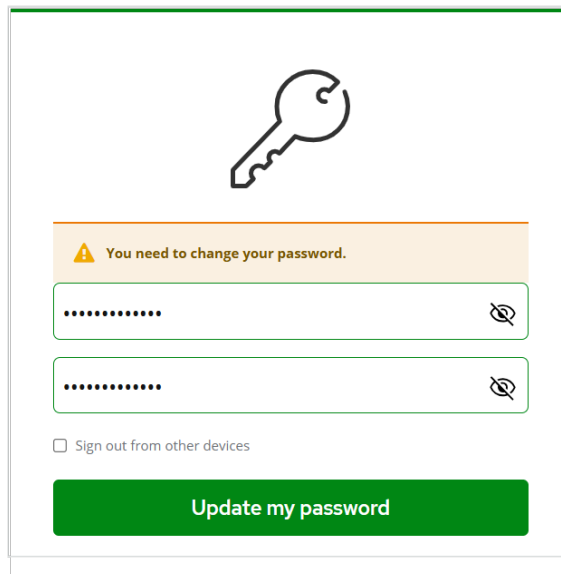 You need to change your password.
•••••••••••••
•••••••••••••
Sign out from other devices
Update my password